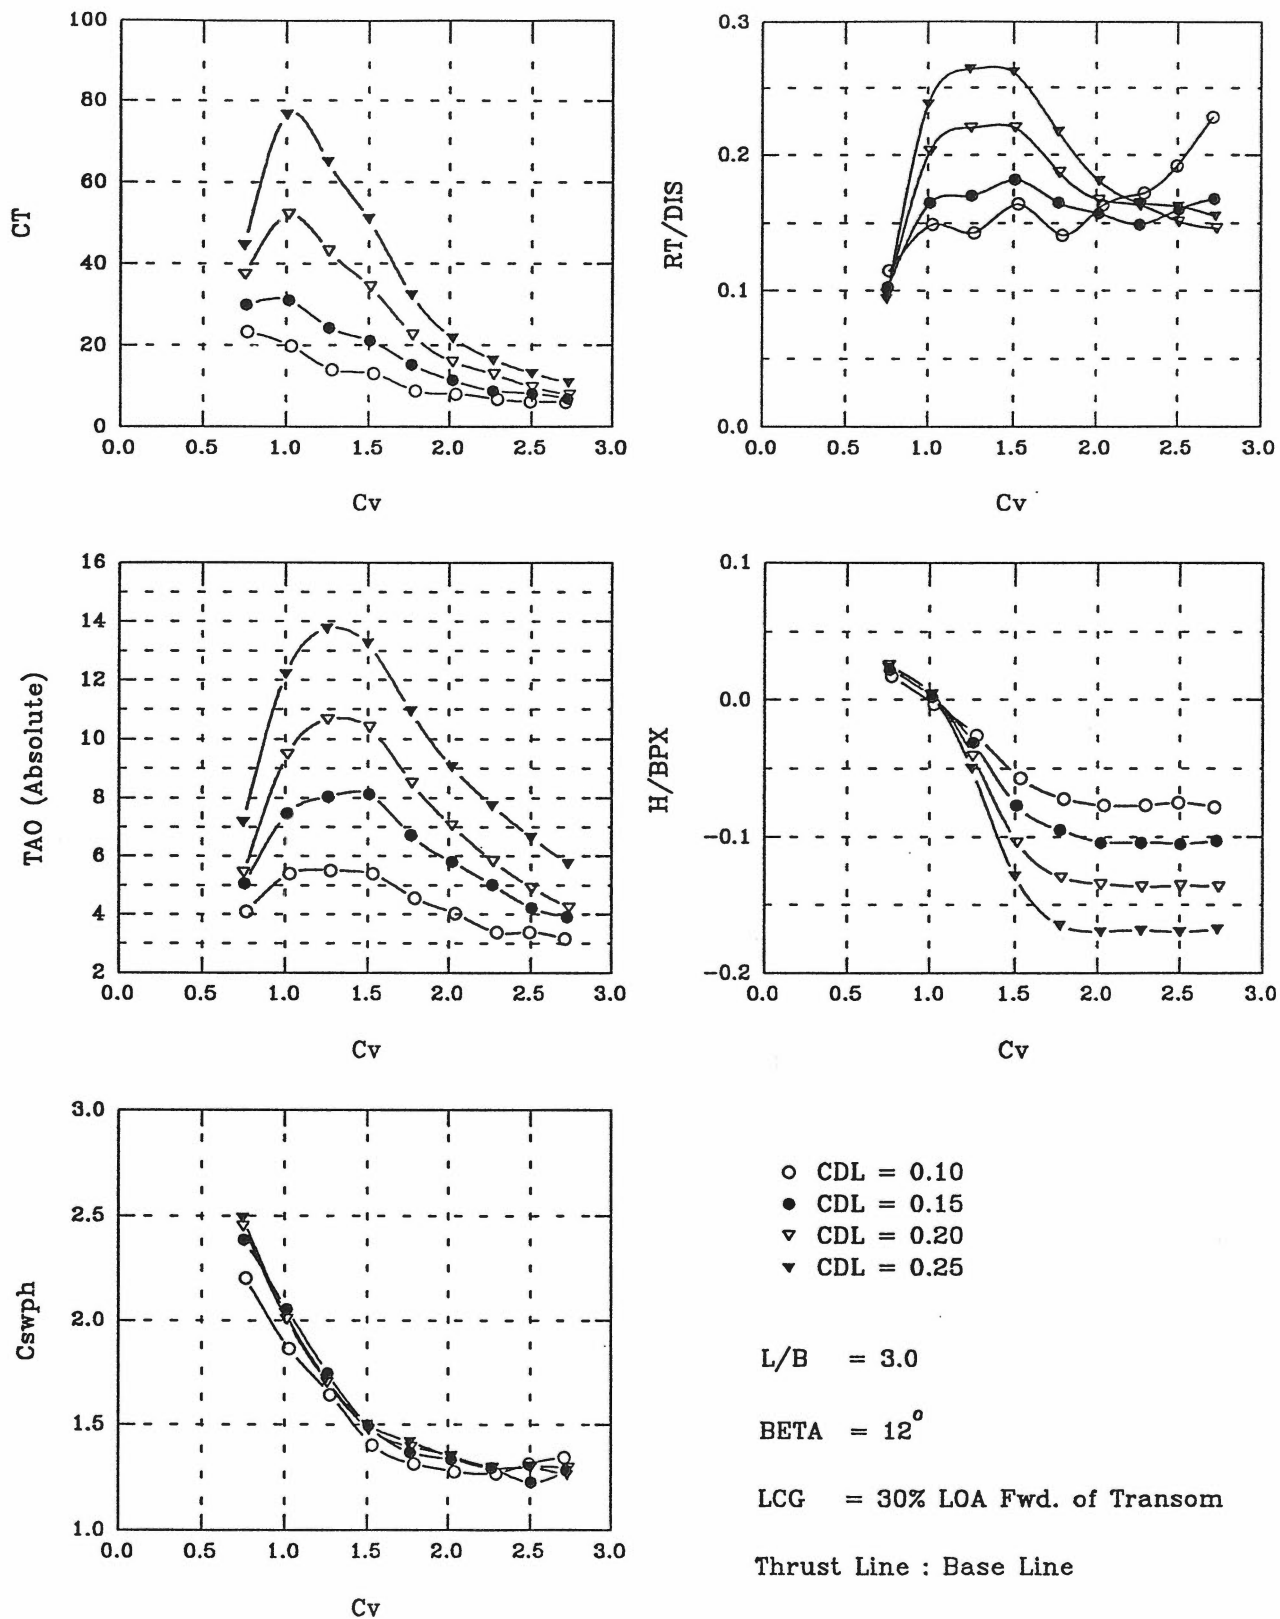 100
80
60
40
20
0
CT
0.0 0.5 1.0 1.5 2.0 2.5 3.0
Cv
0.3
0.2
0.1
0.0
RT/DIS
0.0 0.5 1.0 1.5 2.0 2.5 3.0
Cv
16
14
12
10
8
6
4
2
TAO (Absolute)
0.0 0.5 1.0 1.5 2.0 2.5 3.0
Cv
0.1
0.0
-0.1
-0.2
H/BPX
0.0 0.5 1.0 1.5 2.0 2.5 3.0
Cv
3.0
2.5
2.0
1.5
1.0
Cswph
0.0 0.5 1.0 1.5 2.0 2.5 3.0
Cv
CDL = 0.10
CDL = 0.15
CDL = 0.20
CDL = 0.25
L/B = 3.0
BETA = 12°
LCG = 30% LOA Fwd. of Transom
Thrust Line : Base Line